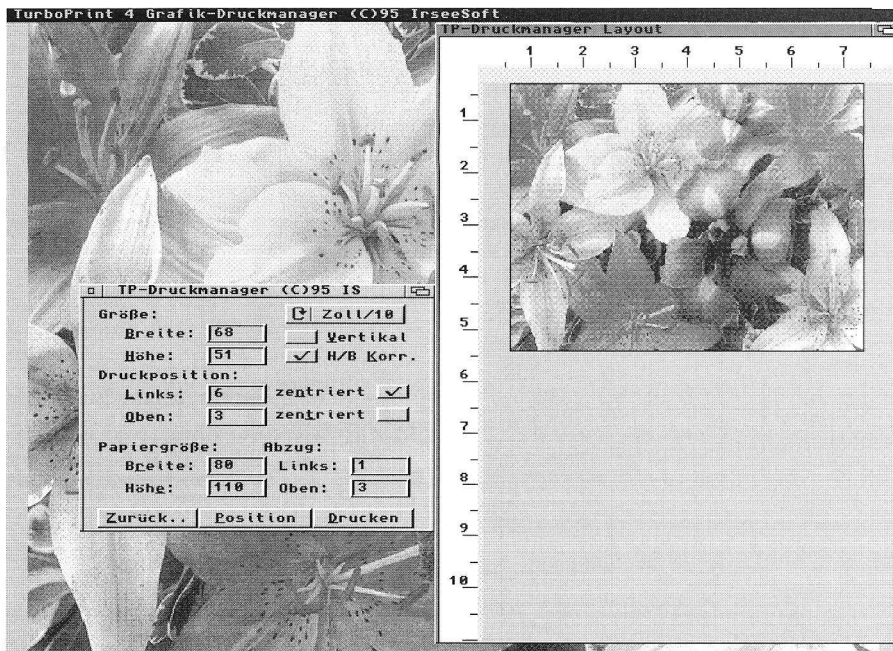 TurboPrint 4 Grafik-Druckmanager (C)95 IrseeSoft
TP-Druckmanager Layout
1 2 3 4 5 6 7
1
2
3
4
5
6
7
8
9
10
TP-Druckmanager (C)95 IS
Größe: Zoll/10
Breite: 68 Vertikal
Höhe: 51 H/B Korr.
Druckposition:
Links: 6 zentriert
Oben: 3 zentriert
Papiergröße: Abzug:
Breite: 80 Links: 1
Höhe: 110 Oben: 3
Zurück.. Position Drucken